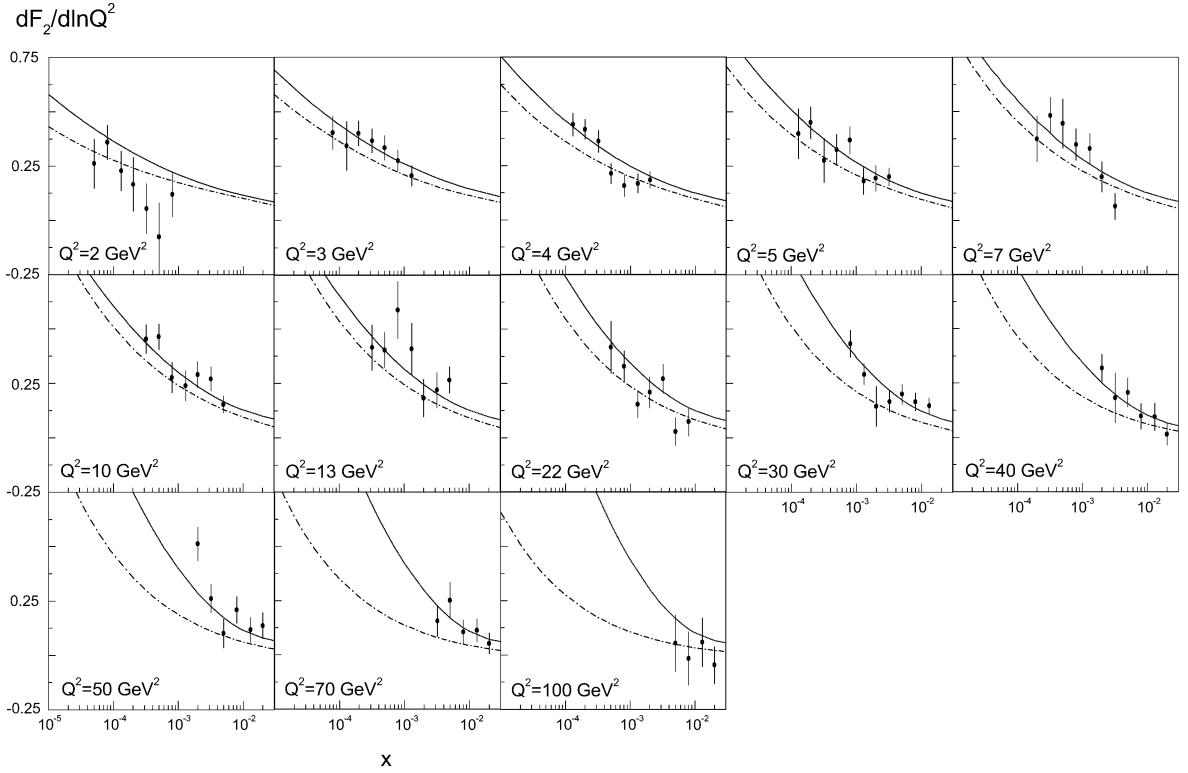 dF₂/dlnQ²
0.75
0.25
-0.25
Q²=2 GeV²
Q²=3 GeV²
Q²=4 GeV²
Q²=5 GeV²
Q²=7 GeV²
0.25
-0.25
Q²=10 GeV²
Q²=13 GeV²
Q²=22 GeV²
Q²=30 GeV²
Q²=40 GeV²
10⁻⁴ 10⁻³ 10⁻² 10⁻⁴ 10⁻³ 10⁻²
0.25
-0.25
Q²=50 GeV²
Q²=70 GeV²
Q²=100 GeV²
10⁻⁵ 10⁻⁴ 10⁻³ 10⁻² 10⁻⁴ 10⁻³ 10⁻² 10⁻⁴ 10⁻³ 10⁻²
x